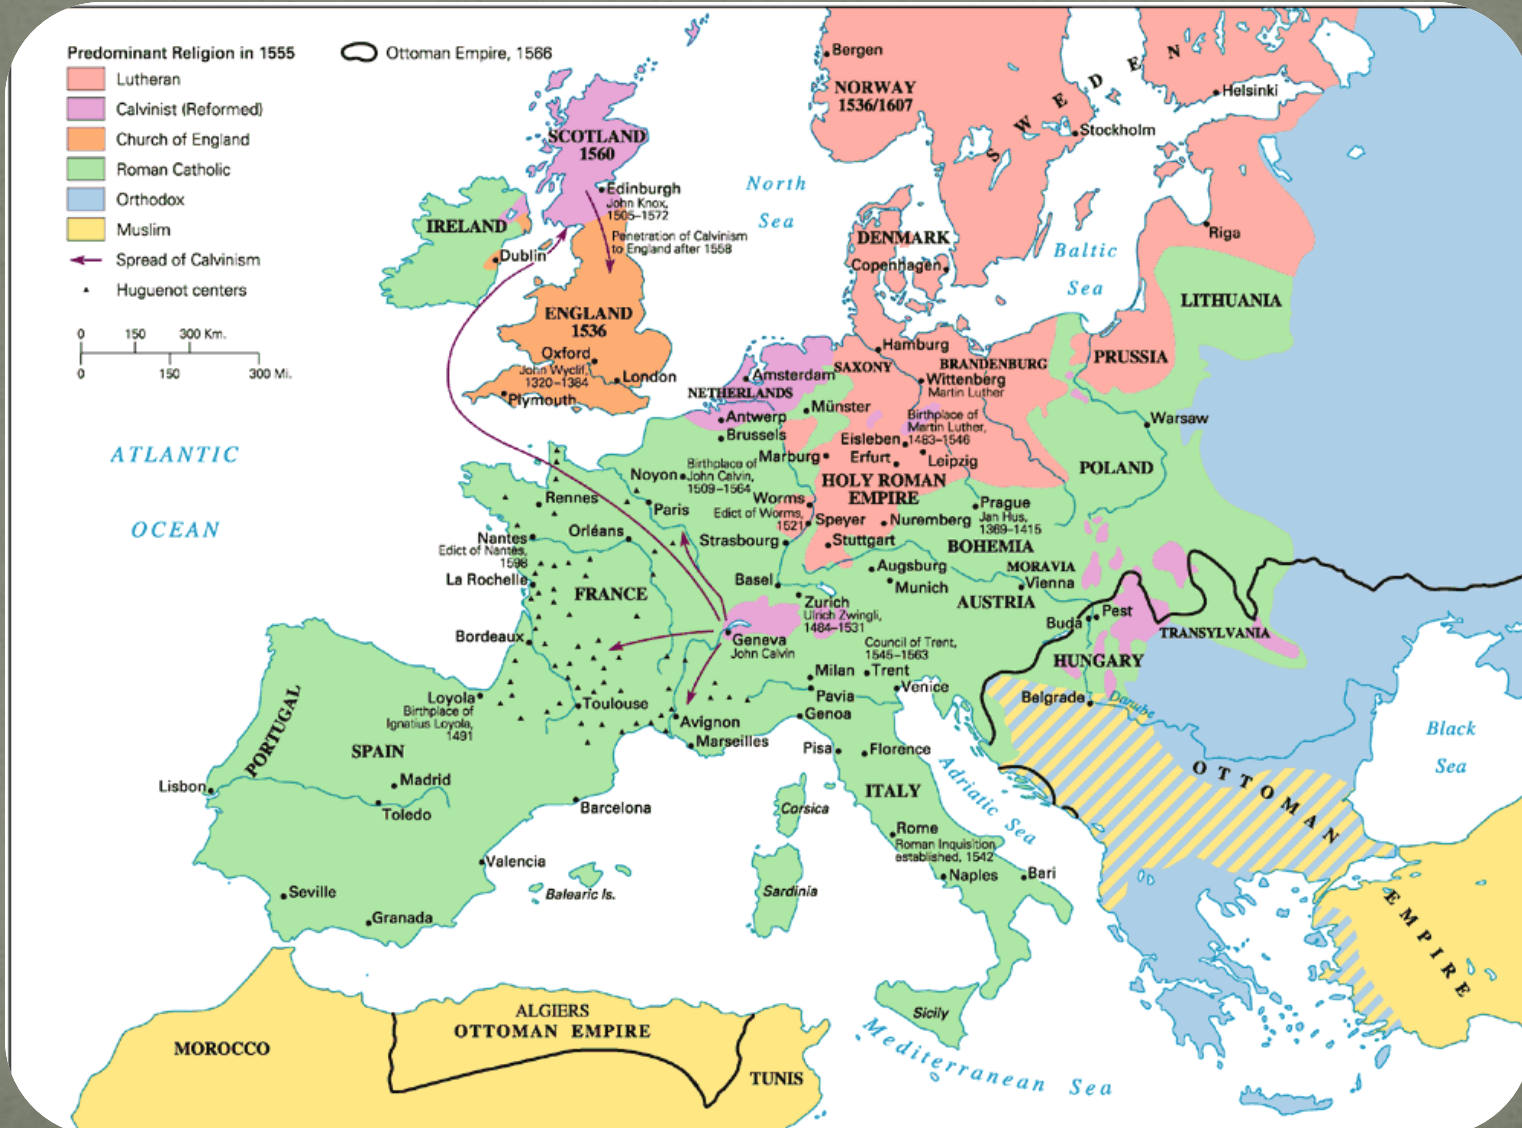 Predominant Religion in 1555
Lutheran
Calvinist (Reformed)
Church of England
Roman Catholic
Orthodox
Muslim
Spread of Calvinism
Huguenot centers
Ottoman Empire, 1566
0 150 300 Km.
0 150 300 Mi.
Bergen
NORWAY
1536/1607
SWEDEN
Helsinki
Stockholm
SCOTLAND
1560
Edinburgh
John Knox,
1505–1572
Penetration of Calvinism
to England after 1558
North
Sea
IRELAND
Dublin
DENMARK
Copenhagen
Baltic
Sea
Riga
LITHUANIA
ENGLAND
1536
Oxford
John Wyclif,
1320–1384
London
Plymouth
Hamburg
SAXONY
BRANDENBURG
PRUSSIA
Amsterdam
NETHERLANDS
Wittenberg
Martin Luther
Münster
Antwerp
Brussels
Birthplace of
Martin Luther,
1483–1546
Eisleben
Warsaw
ATLANTIC
OCEAN
Noyon
Birthplace of
John Calvin,
1509–1564
Marburg
Erfurt
Leipzig
POLAND
HOLY ROMAN
EMPIRE
Rennes
Paris
Worms
Edict of Worms,
1521
Speyer
Nuremberg
Prague
Jan Hus,
1369–1415
Orléans
Nantes
Edict of Nantes,
1598
Strasbourg
Stuttgart
BOHEMIA
La Rochelle
FRANCE
Basel
Augsburg
Munich
MORAVIA
Vienna
AUSTRIA
Zurich
Ulrich Zwingli,
1484–1531
Buda
Pest
TRANSYLVANIA
Bordeaux
Geneva
John Calvin
Council of Trent,
1545–1563
HUNGARY
Milan
Trent
Venice
Pavia
Belgrade
Danube
Loyola
Birthplace of
Ignatius Loyola,
1491
Toulouse
Avignon
Genoa
Marseilles
Pisa
Florence
Black
Sea
PORTUGAL
SPAIN
Lisbon
Madrid
Toledo
Barcelona
Corsica
ITALY
Adriatic Sea
OTTOMAN
EMPIRE
Rome
Roman Inquisition
established, 1542
Valencia
Balearic Is.
Sardinia
Naples
Bari
Seville
Granada
Sicily
Mediterranean Sea
ALGIERS
OTTOMAN EMPIRE
MOROCCO
TUNIS